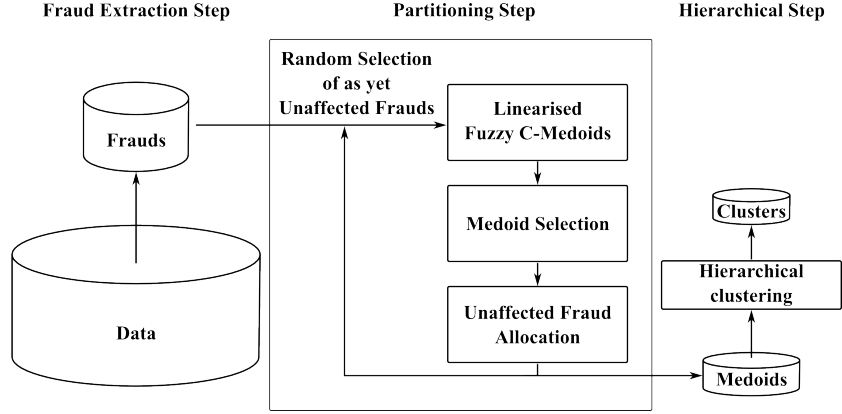 Fraud Extraction Step
Partitioning Step
Hierarchical Step
Random Selection
of as yet
Unaffected Frauds
Linearised
Fuzzy C-Medoids
Frauds
Medoid Selection
Clusters
Hierarchical
clustering
Unaffected Fraud
Allocation
Data
Medoids